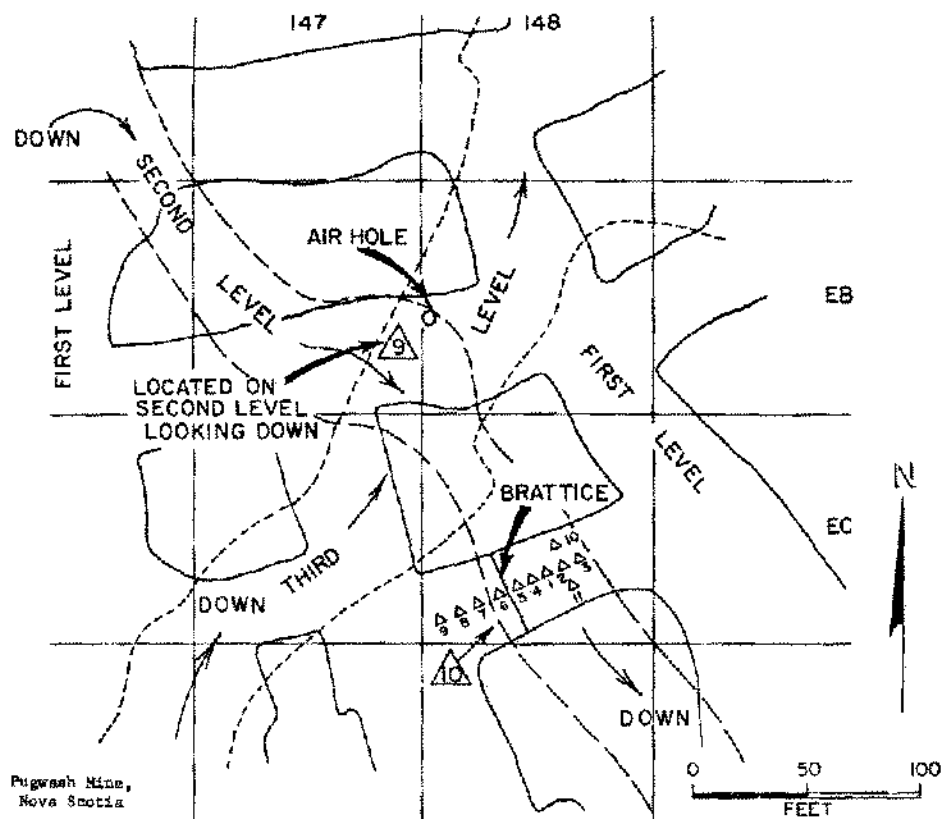 147
148
DOWN
SECOND
LEVEL
AIR HOLE
LEVEL
EB
FIRST LEVEL
9
FIRST
LEVEL
LOCATED ON
SECOND LEVEL
LOOKING DOWN
N
BRATTICE
EC
THIRD
DOWN
10
9 8 7 6 5 4 1 2 3
11
10
DOWN
Pugwash Mine,
Nova Scotia
0 50 100
FEET